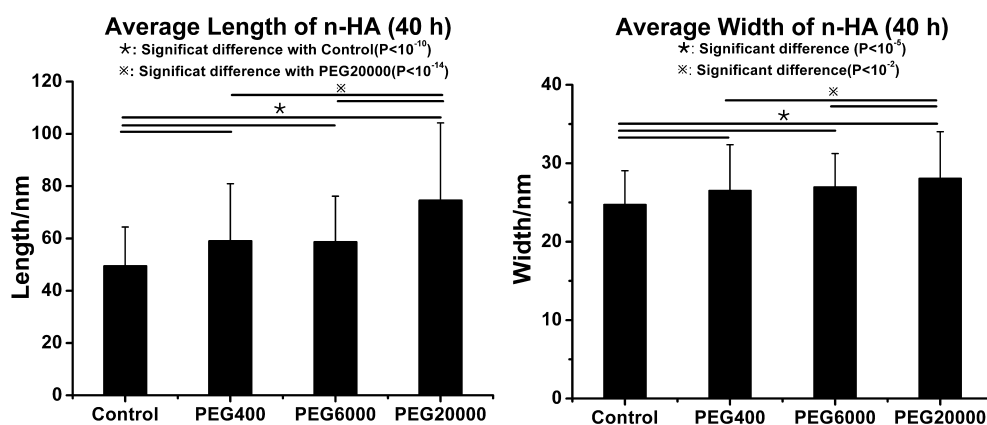 Average Length of n-HA (40 h)
★: Significat difference with Control(P<10⁻¹⁰)
※: Significat difference with PEG20000(P<10⁻¹⁴)
※
★
120
100
80
60
40
20
0
Length/nm
Control PEG400 PEG6000 PEG20000
Average Width of n-HA (40 h)
★: Significant difference (P<10⁻⁵)
※: Significant difference(P<10⁻²)
※
★
40
30
20
10
0
Width/nm
Control PEG400 PEG6000 PEG20000